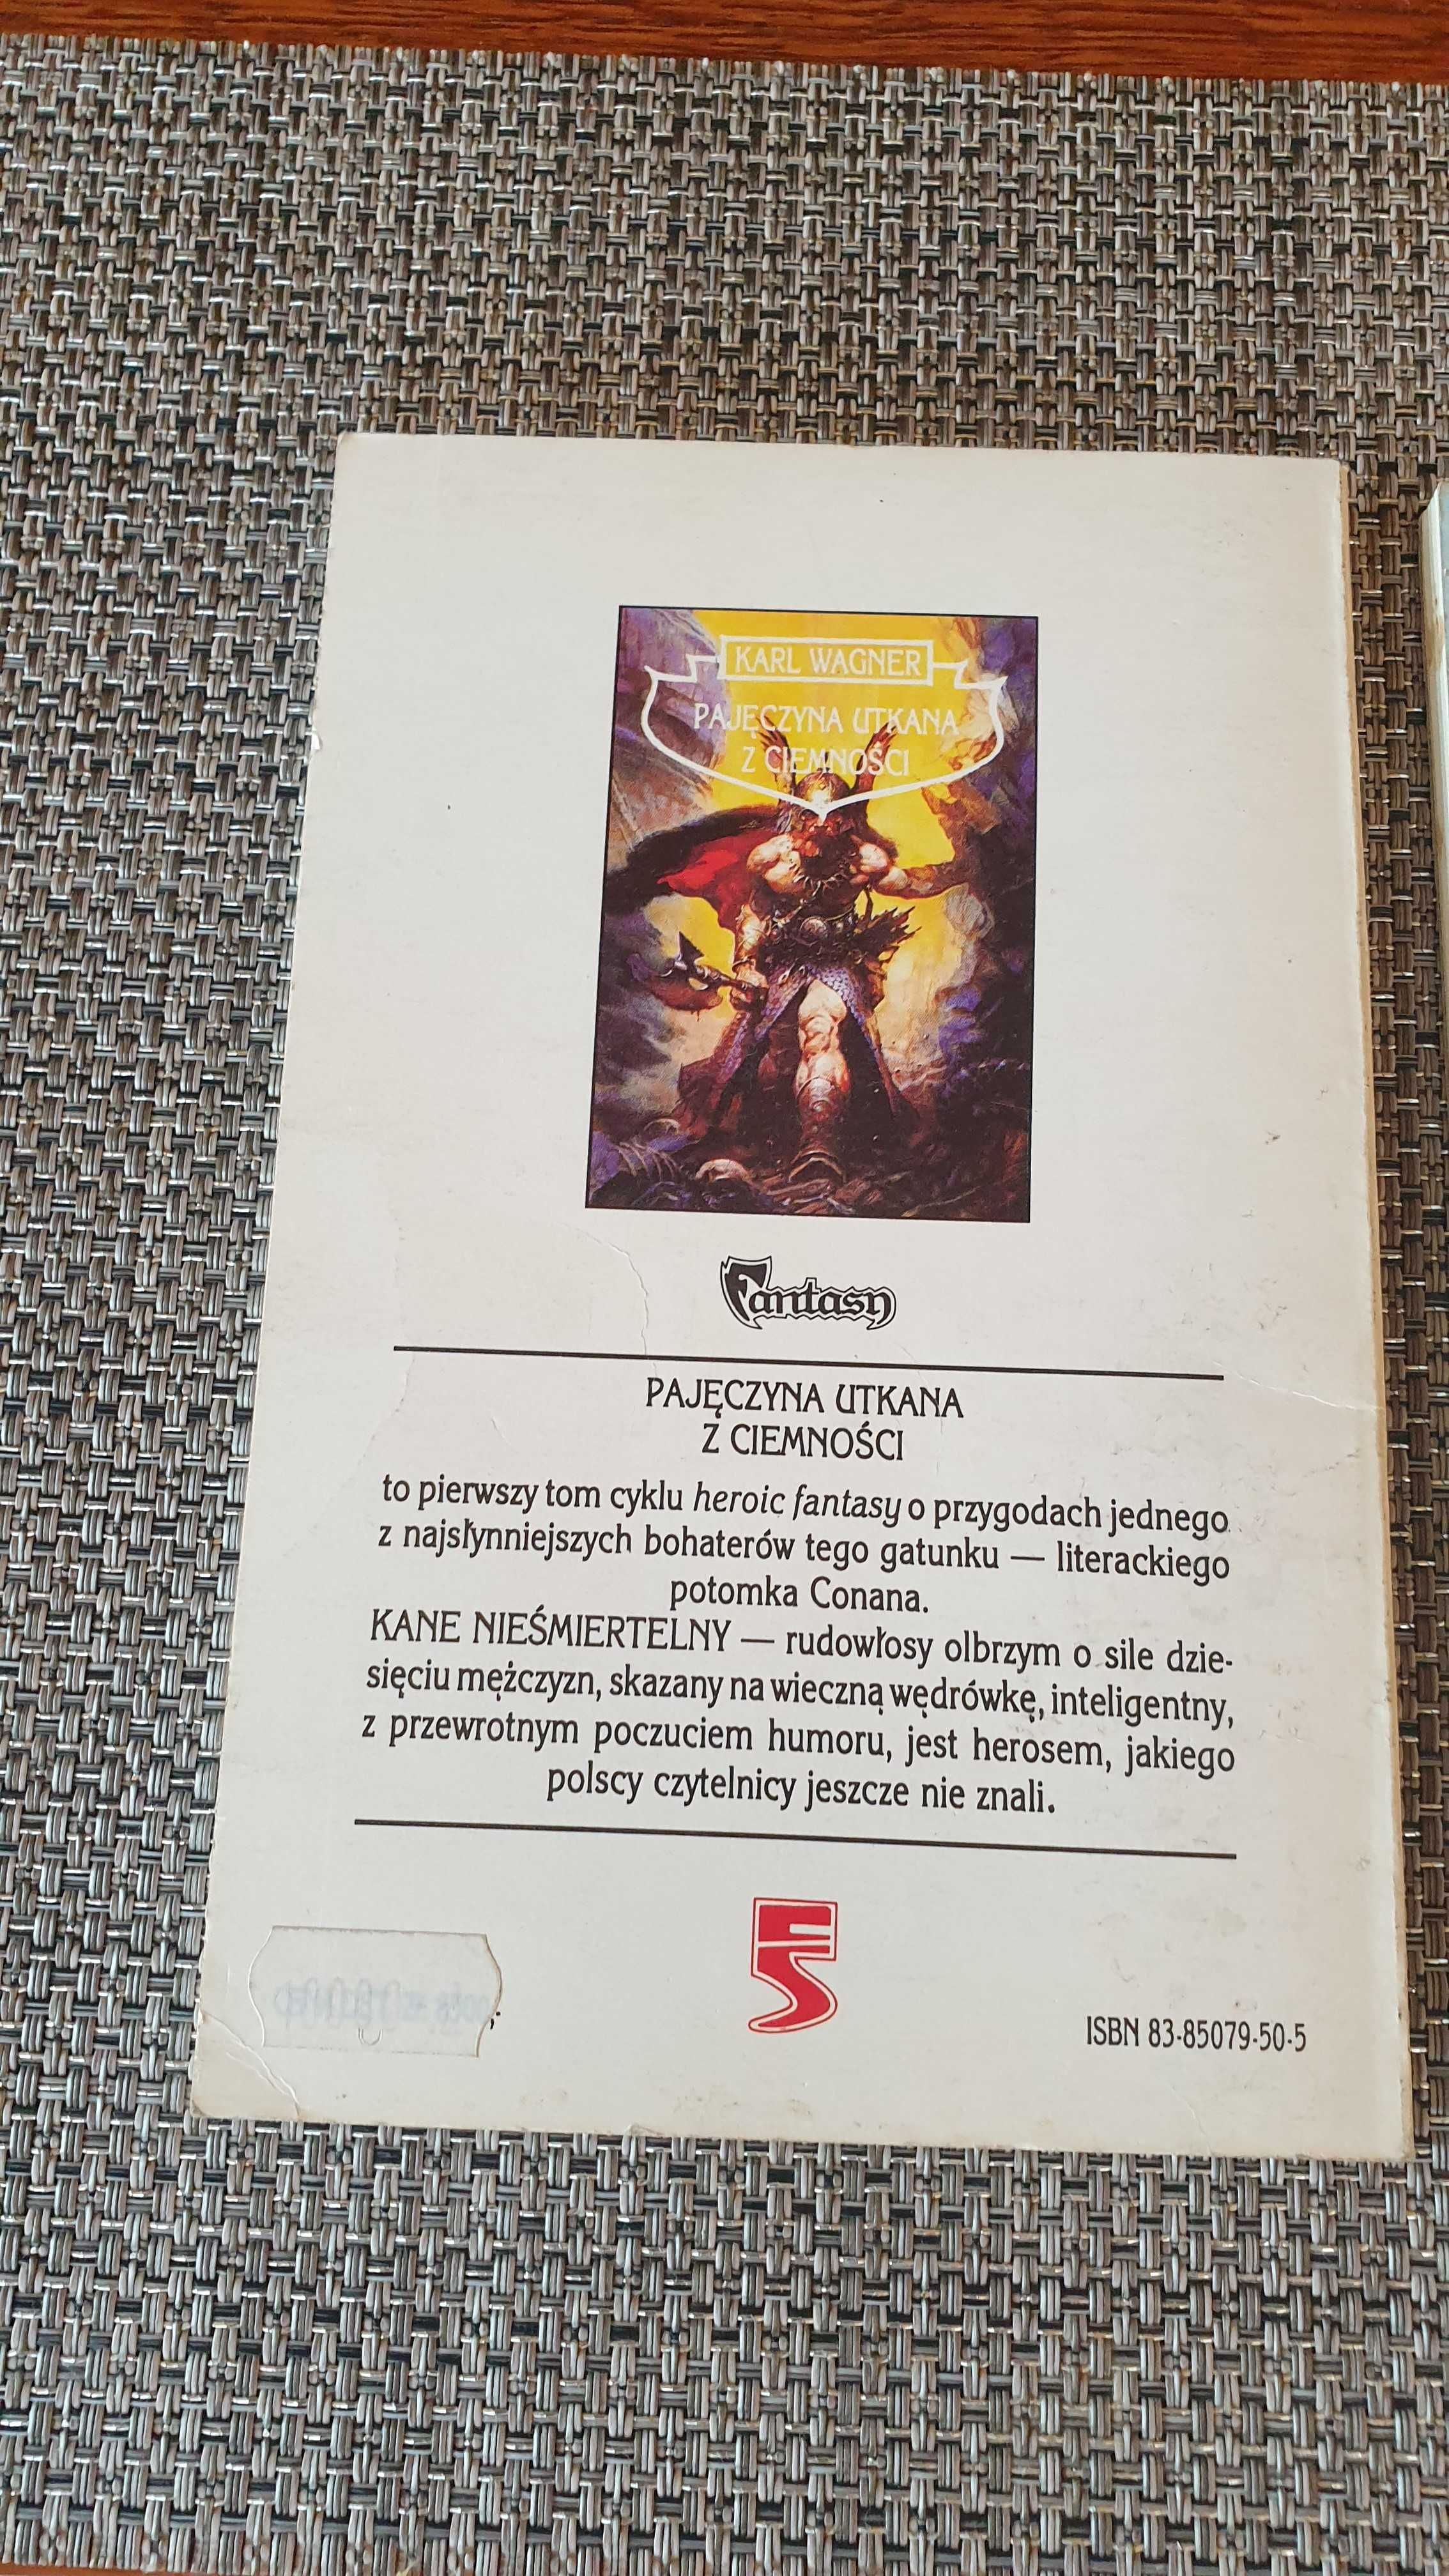 KARL WAGNER
PAJĘCZYNA UTKANA
Z CIEMNOŚCI
Fantasy
PAJĘCZYNA UTKANA
Z CIEMNOŚCI
to pierwszy tom cyklu heroic fantasy o przygodach jednego
z najsłynniejszych bohaterów tego gatunku — literackiego
potomka Conana.
KANE NIEŚMIERTELNY — rudowłosy olbrzym o sile dzie-
sięciu mężczyzn, skazany na wieczną wędrówkę, inteligentny,
z przewrotnym poczuciem humoru, jest herosem, jakiego
polscy czytelnicy jeszcze nie znali.
ISBN 83-85079-50-5